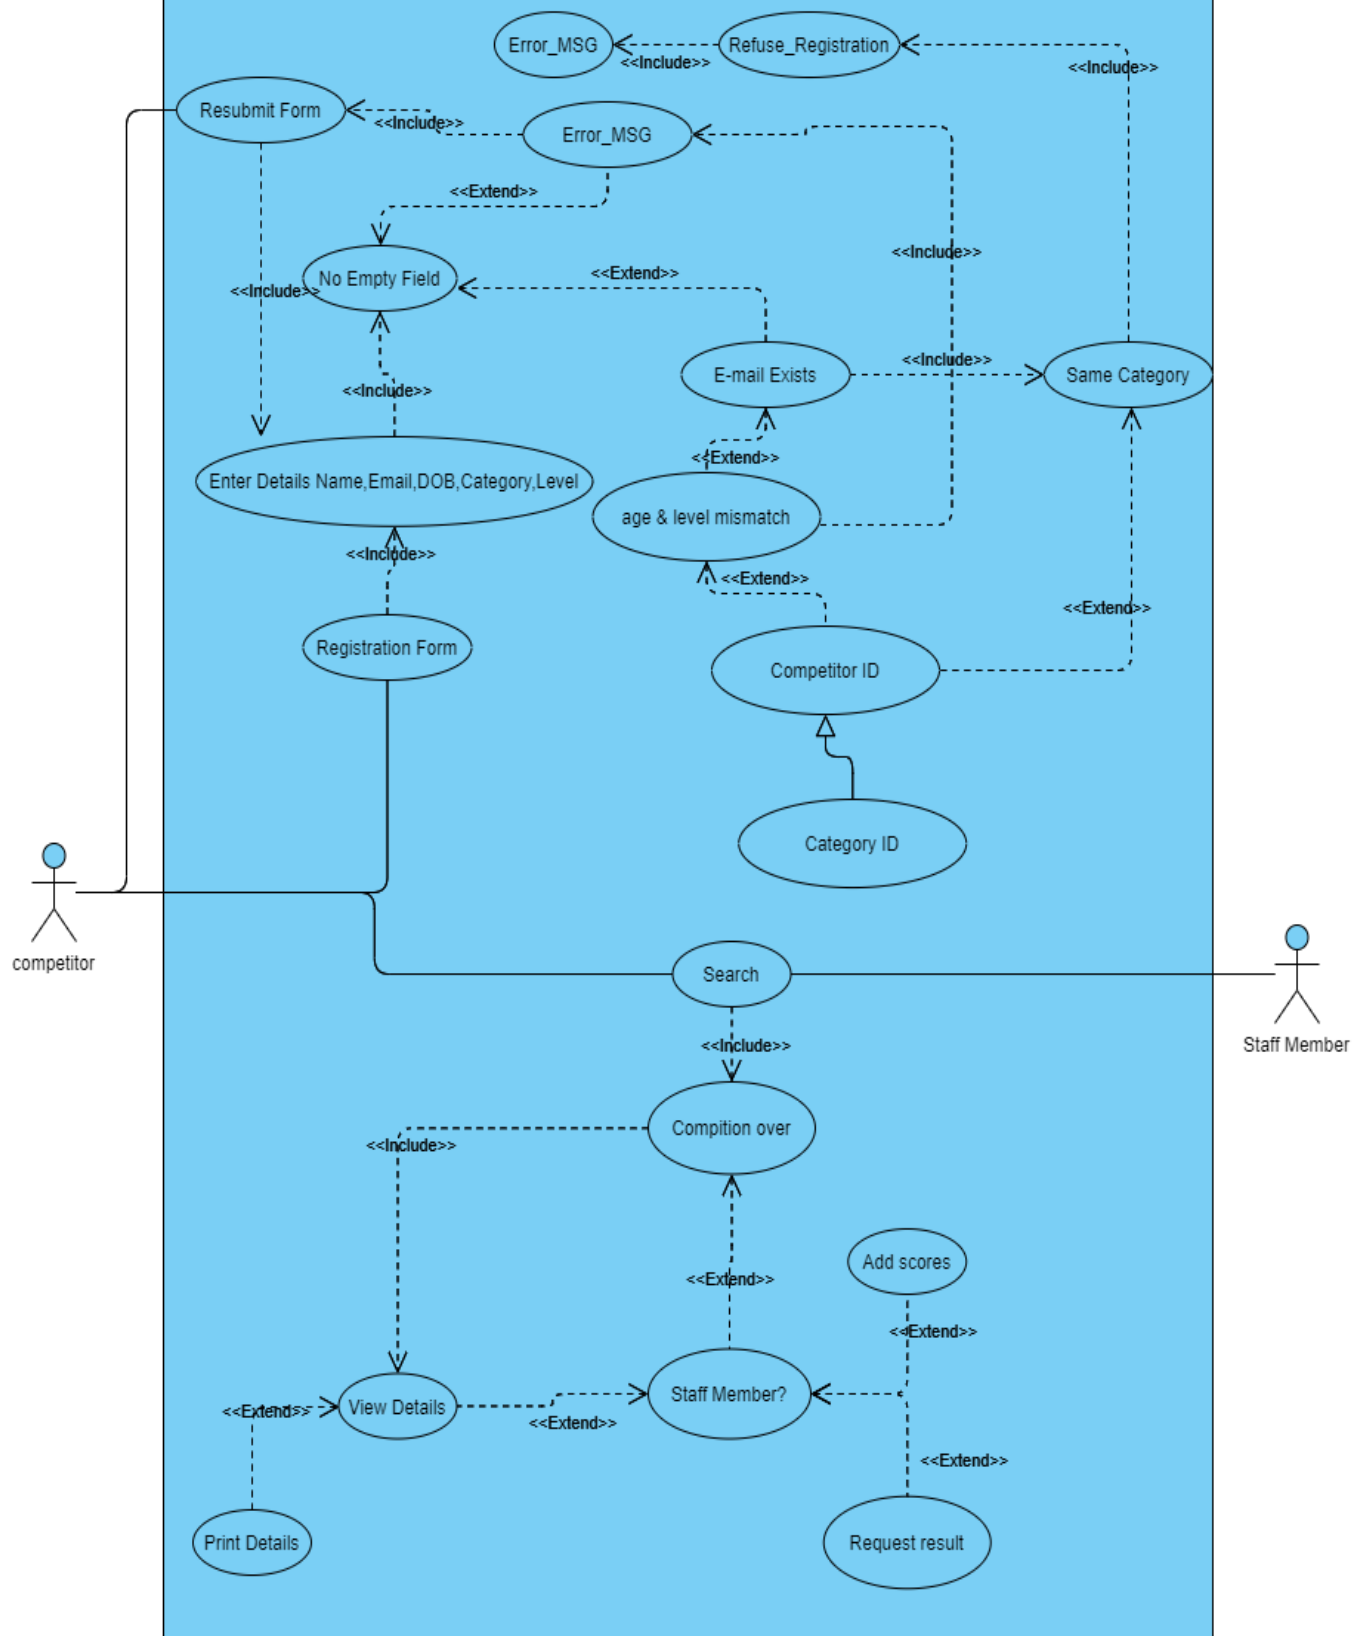 Error_MSG
<<Include>>
Refuse_Registration
<<Include>>
Resubmit Form
<<Include>>
Error_MSG
<<Extend>>
<<Include>>
No Empty Field
<<Include>>
<<Extend>>
<<Include>>
E-mail Exists
<<Include>>
Same Category
<<Extend>>
Enter Details Name,Email,DOB,Category,Level
age & level mismatch
<<Include>>
<<Extend>>
<<Extend>>
Registration Form
Competitor ID
Category ID
competitor
Search
Staff Member
<<Include>>
Compition over
<<Include>>
<<Extend>>
Add scores
<<Extend>>
Staff Member?
View Details
<<Extend>>
<<Extend>>
<<Extend>>
Print Details
Request result